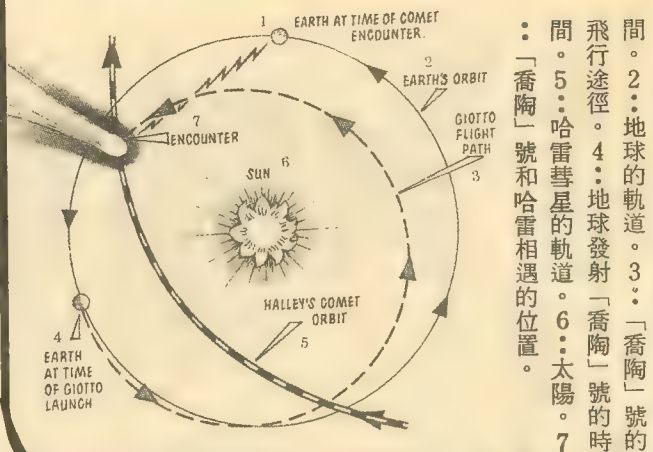 間。2：地球的軌道。3：「喬陶」號的
飛行途徑。4：地球發射「喬陶」號的時
間。5：哈雷彗星的軌道。6：太陽。7
：「喬陶」號和哈雷相遇的位置。
1
EARTH AT TIME OF COMET
ENCOUNTER.
2
EARTH'S ORBIT
GIOTTO
FLIGHT
PATH
3
7
ENCOUNTER
6
SUN
HALLEY'S COMET
ORBIT
5
4
EARTH
AT TIME
OF GIOTTO
LAUNCH